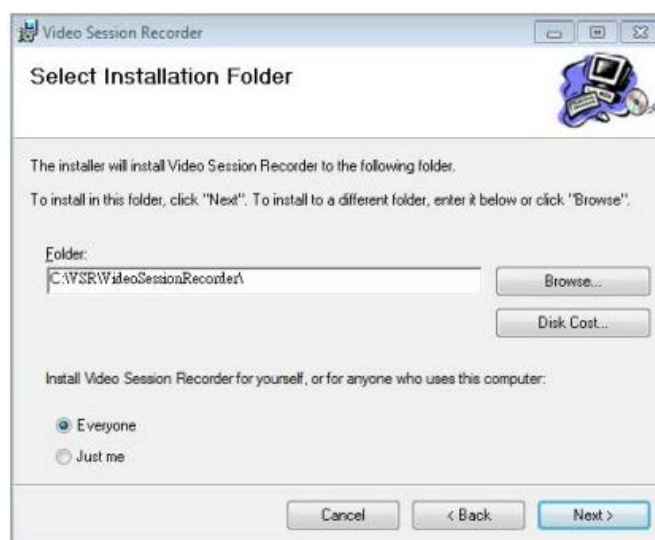 Video Session Recorder
Select Installation Folder
The installer will install Video Session Recorder to the following folder.
To install in this folder, click "Next". To install to a different folder, enter it below or click "Browse".
Folder:
C:\VSR\VideoSessionRecorder\
Browse...
Disk Cost...
Install Video Session Recorder for yourself, or for anyone who uses this computer:
Everyone
Just me
Cancel
< Back
Next >